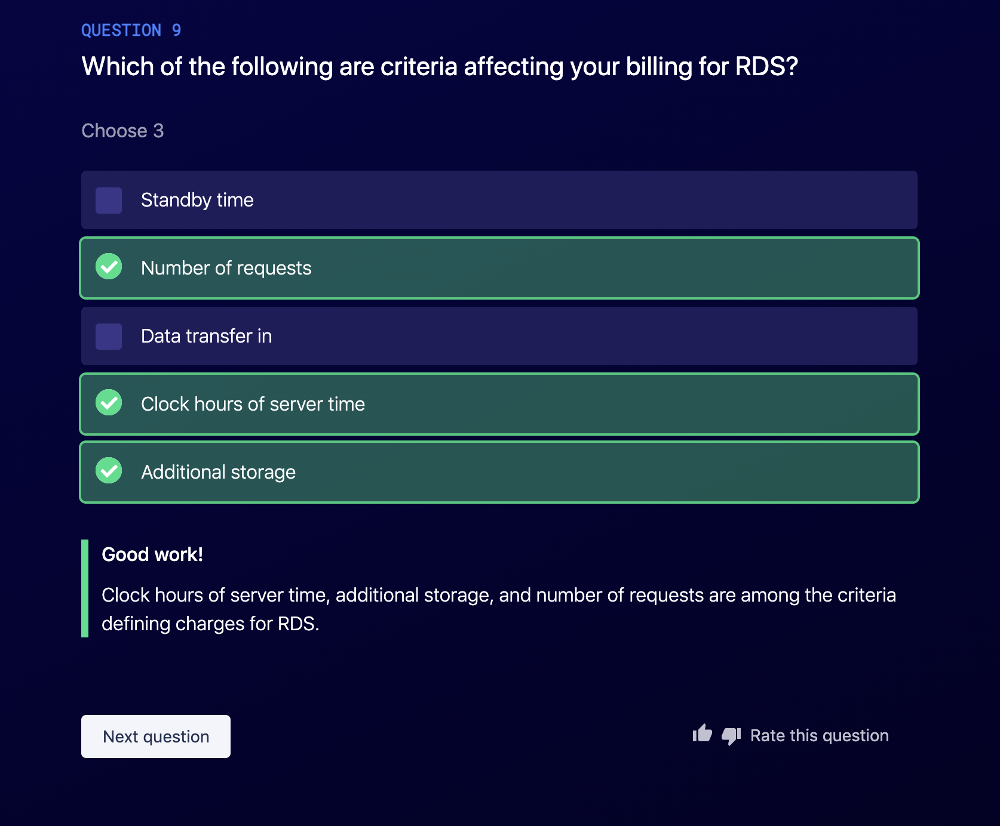 QUESTION 9
Which of the following are criteria affecting your billing for RDS?
Choose 3
Standby time
Number of requests
Data transfer in
Clock hours of server time
Additional storage
Good work!
Clock hours of server time, additional storage, and number of requests are among the criteria
defining charges for RDS.
Next question
Rate this question